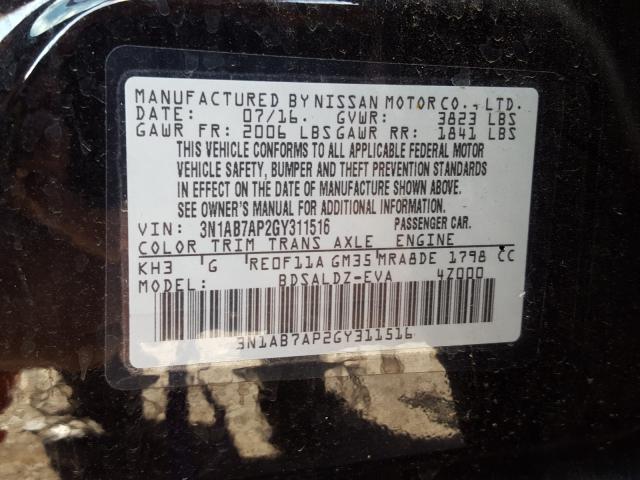 MANUFACTURED BY NISSAN MOTOR CO., LTD.
DATE: 07/16. GVWR: 3823 LBS
GAWR FR: 2006 LBS GAWR RR: 1841 LBS
THIS VEHICLE CONFORMS TO ALL APPLICABLE FEDERAL MOTOR
VEHICLE SAFETY, BUMPER AND THEFT PREVENTION STANDARDS
IN EFFECT ON THE DATE OF MANUFACTURE SHOWN ABOVE.
SEE OWNER'S MANUAL FOR ADDITIONAL INFORMATION.
VIN: 3N1AB7AP2GY311516 PASSENGER CAR.
COLOR TRIM TRANS AXLE ENGINE
KH3 G RE0F11A GM35 MRA8DE 1798 CC
MODEL: BDSALDZ-EVA 4Z000
3N1AB7AP2GY311516